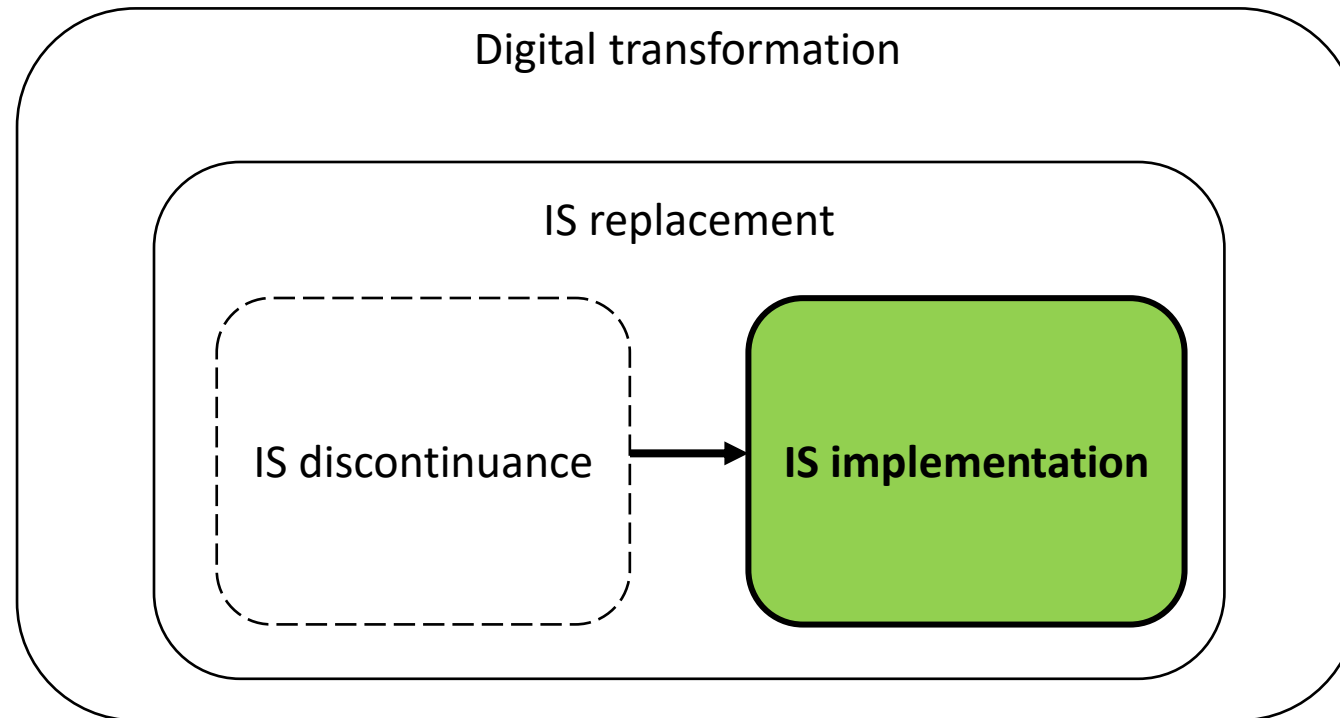 Digital transformation
IS replacement
IS discontinuance
IS implementation